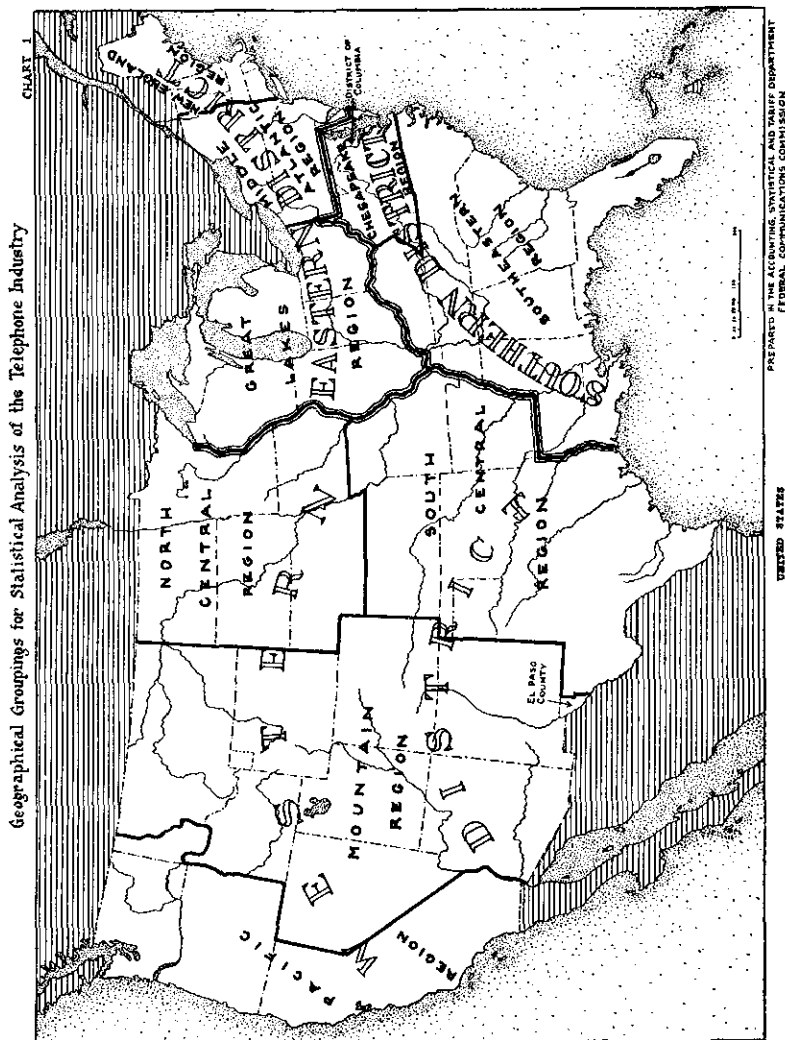 CHART 1
Geographical Groupings for Statistical Analysis of the Telephone Industry
NEW ENGLAND
REGION
MIDDLE
ATLANTIC
REGION
EASTERN DISTRICT
GREAT
LAKES
REGION
DISTRICT OF
COLUMBIA
CHESAPEAKE
REGION
SOUTHERN DISTRICT
SOUTHEASTERN
REGION
NORTH
CENTRAL
REGION
SOUTH
CENTRAL
REGION
WESTERN
DISTRICT
MOUNTAIN
REGION
PACIFIC
REGION
EL PASO
COUNTY
UNITED STATES
PREPARED IN THE ACCOUNTING, STATISTICAL AND TARIFF DEPARTMENT
FEDERAL COMMUNICATIONS COMMISSION